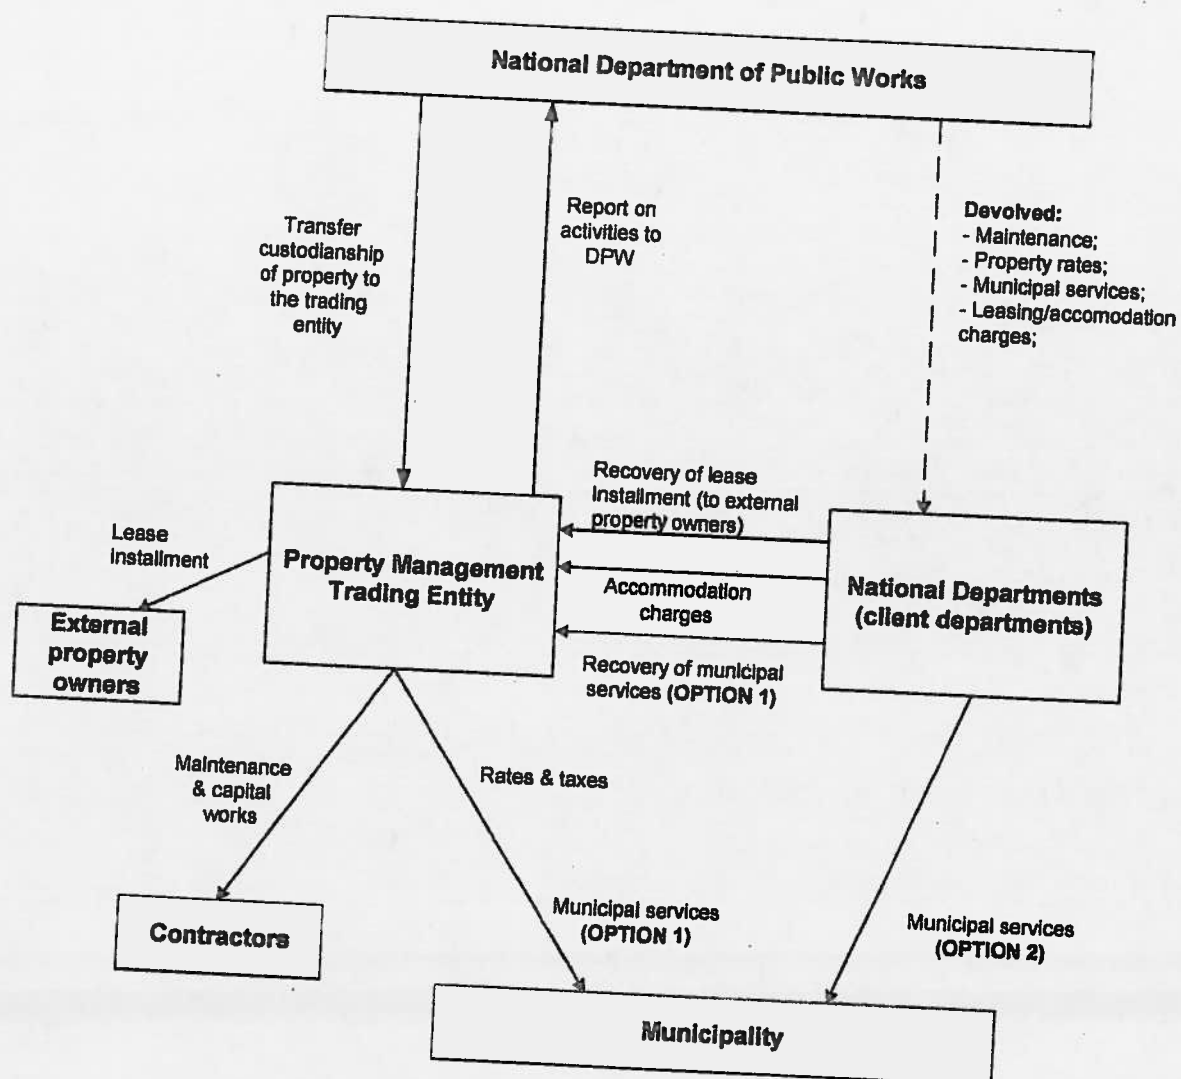 National Department of Public Works
Transfer
custodianship
of property to
the trading
entity
Report on
activities to
DPW
Devolved:
- Maintenance;
- Property rates;
- Municipal services;
- Leasing/accomodation
charges;
Recovery of lease
Installment (to external
property owners)
Lease
installment
Property Management
Trading Entity
Accommodation
charges
National Departments
(client departments)
External
property
owners
Recovery of municipal
services (OPTION 1)
Maintenance
& capital
works
Rates & taxes
Contractors
Municipal services
(OPTION 1)
Municipal services
(OPTION 2)
Municipality